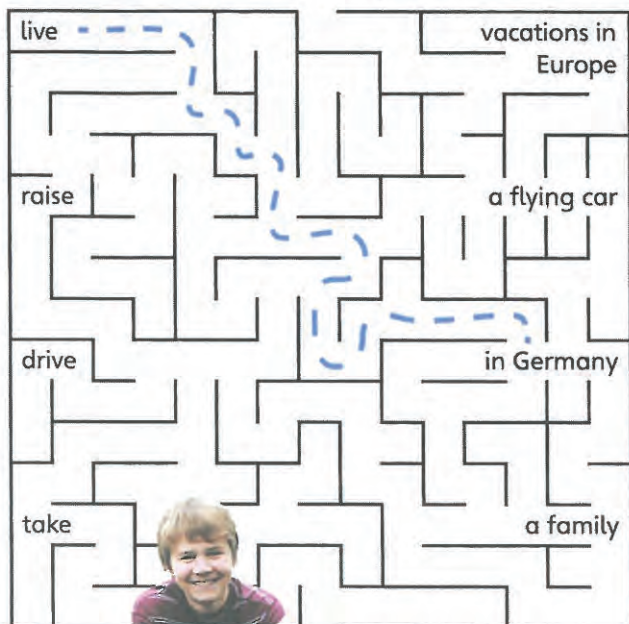 live
vacations in
Europe
raise
a flying car
drive
in Germany
take
a family